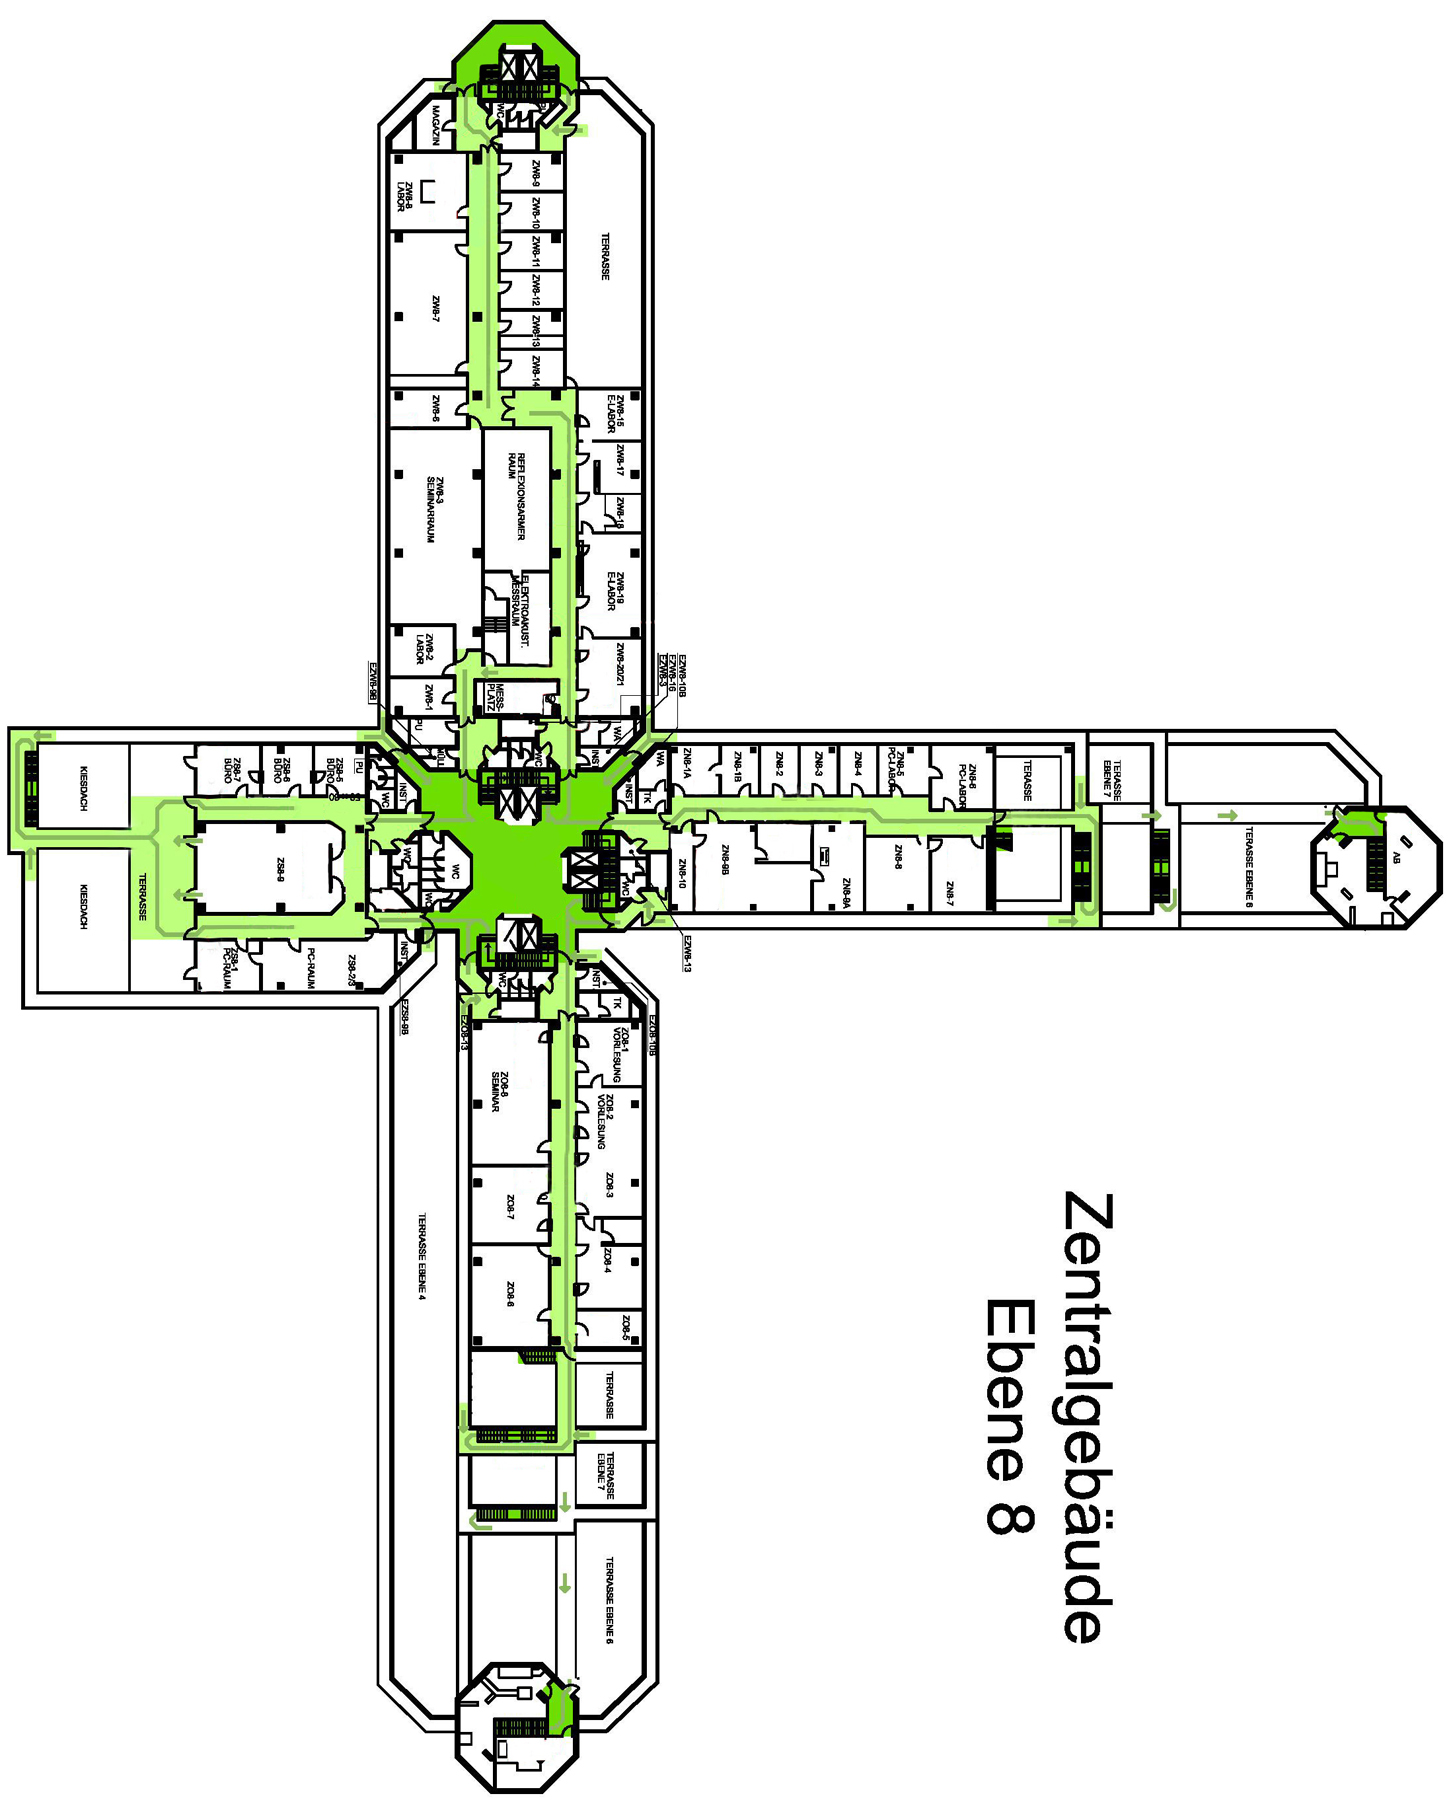 Zentralgebäude
Ebene 8
WC
MAGAZIN
ZW8-8
LABOR
ZW8-9
ZW8-10
ZW8-11
ZW8-12
ZW8-13
ZW8-14
TERRASSE
ZW8-7
ZW8-6
ZW8-15
E-LABOR
ZW8-17
ZW8-18
ZW8-3
SEMINARRAUM
REFLEXIONSARMER
RAUM
ELEKTROAKUST.
MESSRAUM
ZW8-19
E-LABOR
ZW8-20/21
ZW8-2
LABOR
ZW8-1
MESS-
PLATZ
EZW8-9B
EZW8-10B
EZW8-16
EZW8-3
PU
MÜLL
WC
WA
INST
KIESDACH
KIESDACH
TERRASSE
ZS8-7
BÜRO
ZS8-6
BÜRO
ZS8-5
BÜRO
PU
WC
INST
ZS8-9
WC
WC
WC
ZS8-1
PC-RAUM
PC-RAUM
ZS8-2/3
INST
EZS8-9B
WA
INST
TK
ZN8-1A
ZN8-1B
ZN8-2
ZN8-3
ZN8-4
ZN8-5
PC-LABOR
ZN8-6
PC-LABOR
TERRASSE
TERRASSE
EBENE 7
TERASSE EBENE 6
AB
WC
ZN8-10
ZN8-9B
ZN8-9A
ZN8-8
ZN8-7
EZW8-13
WC
INST
TK
EZO8-13
EZO8-10B
ZO8-1
VORLESUNG
ZO8-8
SEMINAR
ZO8-2
VORLESUNG
ZO8-3
ZO8-7
ZO8-4
ZO8-6
ZO8-5
TERRASSE EBENE 4
TERRASSE
TERRASSE
EBENE 7
TERRASSE EBENE 6